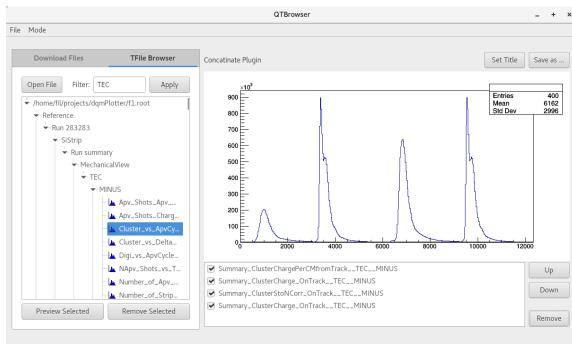 QTBrowser
File Mode
Download Files TFile Browser
Open File Filter: TEC Apply
/home/fil/projects/dqmPlotter/f1.root
Reference
Run 283283
SiStrip
Run summary
MechanicalView
TEC
MINUS
Apv_Shots_Apv_...
Apv_Shots_Charg...
Cluster_vs_ApvCy...
Cluster_vs_Delta...
Digi_vs_ApvCycle...
NApv_Shots_vs_T...
Number_of_Apv_...
Number_of_Strip...
Preview Selected Remove Selected
Concatinate Plugin Set Title Save as ...
×10³
Entries 400
Mean 6162
Std Dev 2996
900
800
700
600
500
400
300
200
100
0
0 2000 4000 6000 8000 10000 12000
Summary_ClusterChargePerCMfromTrack__TEC__MINUS
Summary_ClusterCharge_OnTrack__TEC__MINUS
Summary_ClusterStoNCorr_OnTrack__TEC__MINUS
Summary_ClusterCharge_OnTrack__TEC__MINUS
Up
Down
Remove